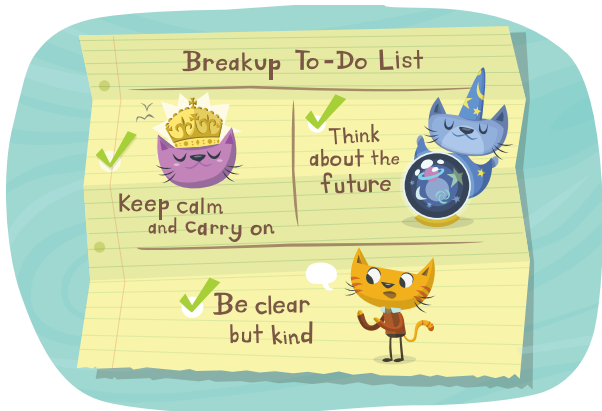 Breakup To-Do List
Keep calm
and carry on
Think
about the
future
Be clear
but kind